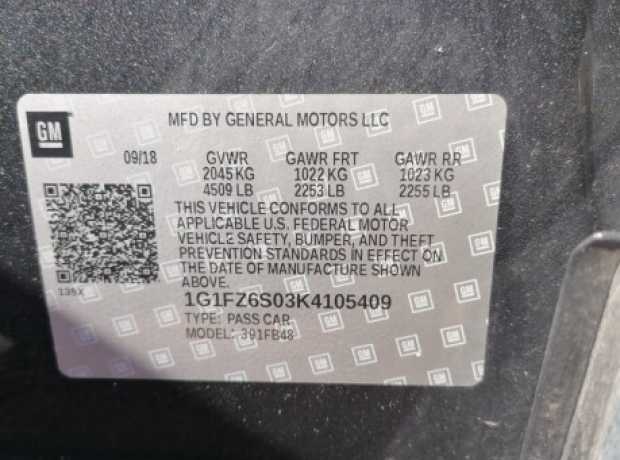 GM
MFD BY GENERAL MOTORS LLC
09/18 GVWR GAWR FRT GAWR RR
2045 KG 1022 KG 1023 KG
4509 LB 2253 LB 2255 LB
THIS VEHICLE CONFORMS TO ALL
APPLICABLE U.S. FEDERAL MOTOR
VEHICLE SAFETY, BUMPER, AND THEFT
PREVENTION STANDARDS IN EFFECT ON
THE DATE OF MANUFACTURE SHOWN
ABOVE.
138X
1G1FZ6S03K4105409
TYPE: PASS CAR
MODEL: 391FB48